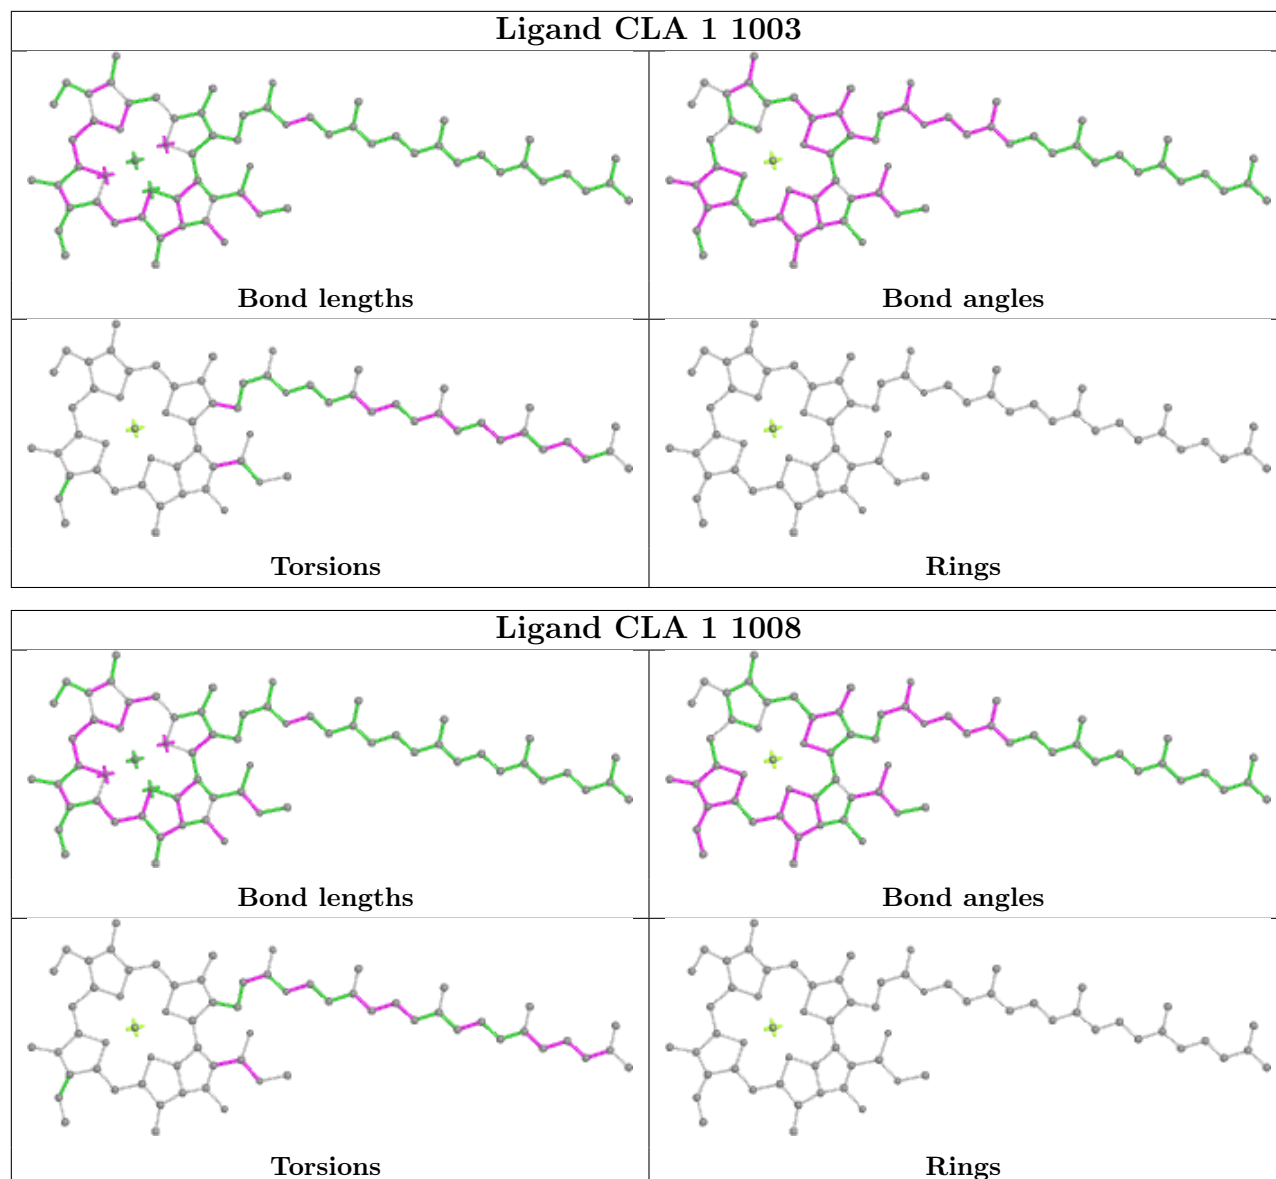 Ligand CLA 1 1003
Bond lengths
Bond angles
Torsions
Rings
Ligand CLA 1 1008
Bond lengths
Bond angles
Torsions
Rings